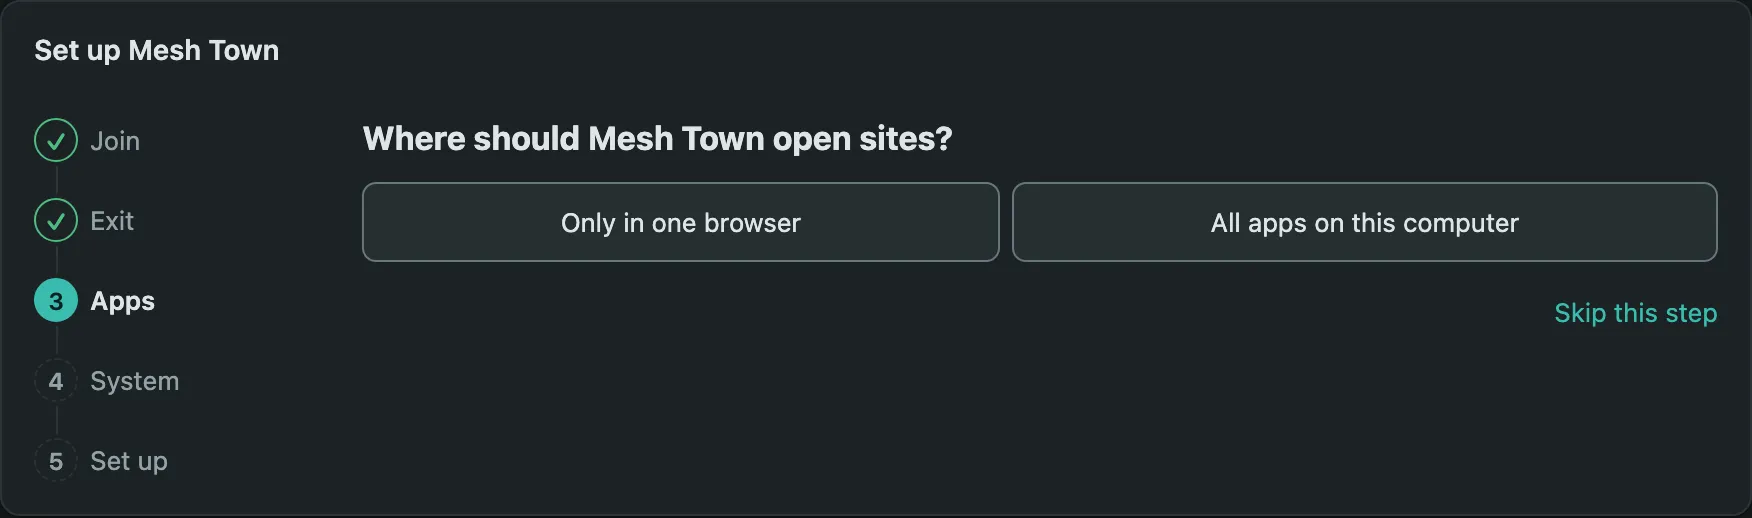 Set up Mesh Town
Join
Exit
3 Apps
4 System
5 Set up
Where should Mesh Town open sites?
Only in one browser
All apps on this computer
Skip this step